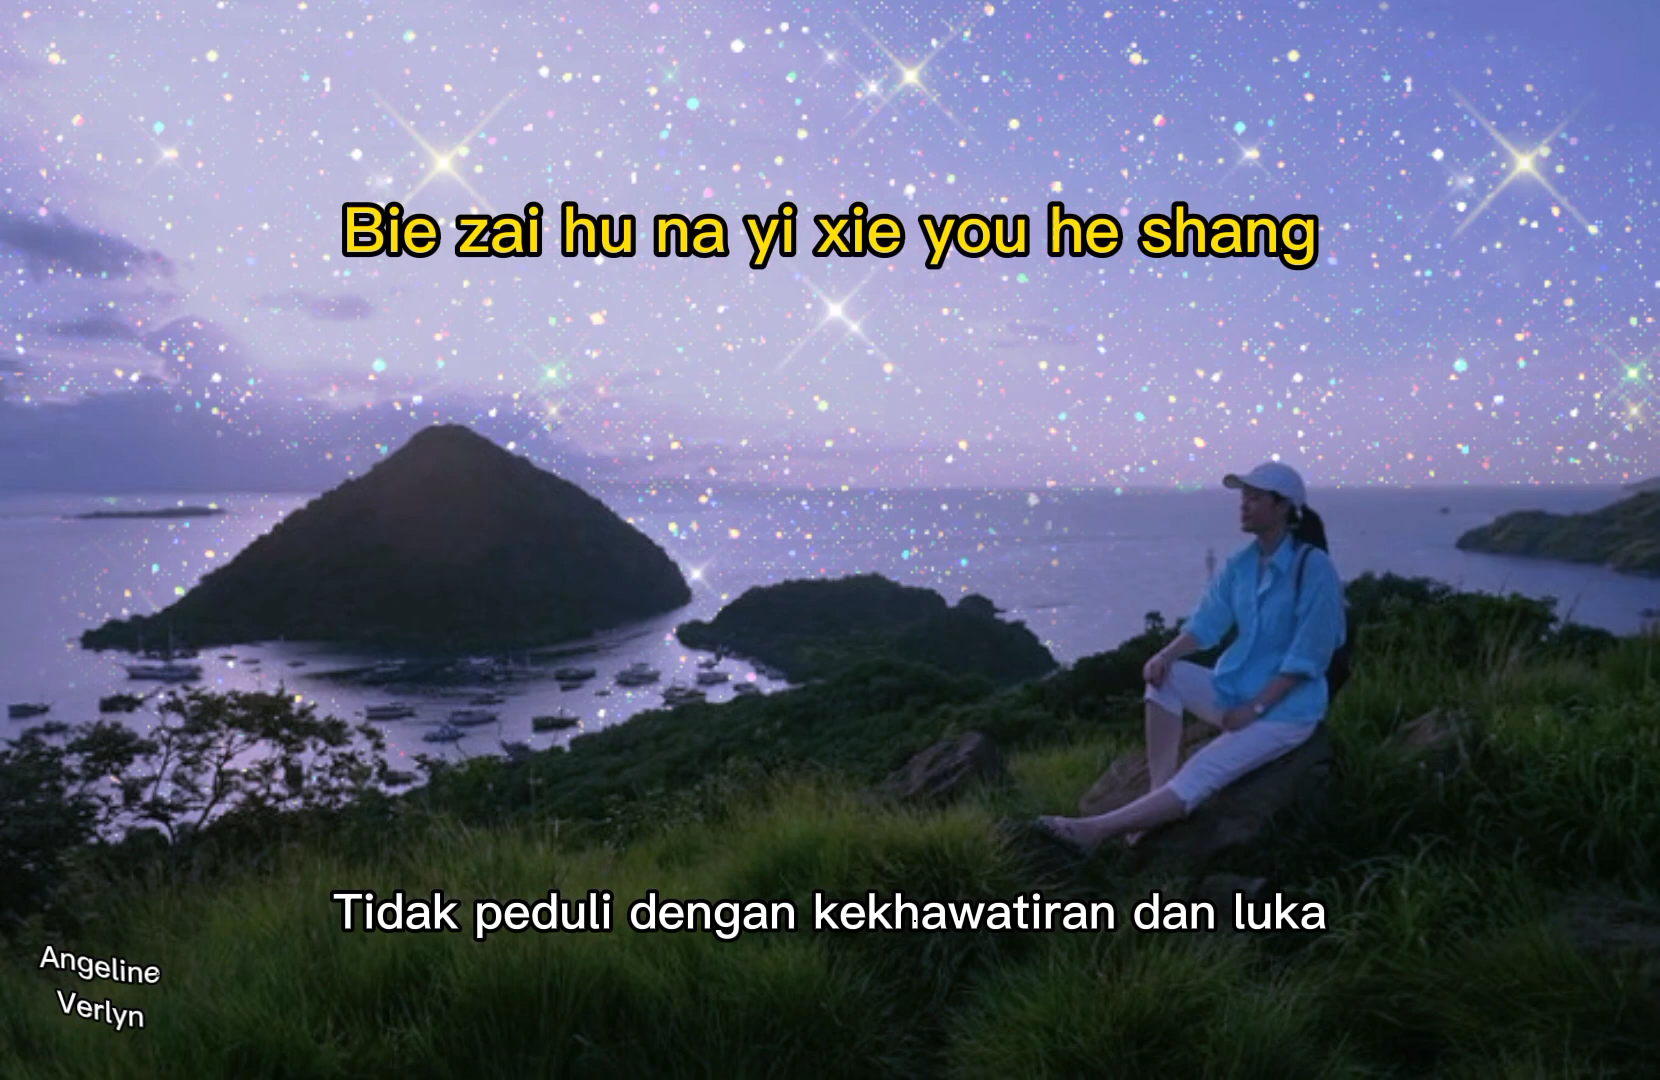 Bie zai hu na yi xie you he shang
Tidak peduli dengan kekhawatiran dan luka
Angeline
Verlyn